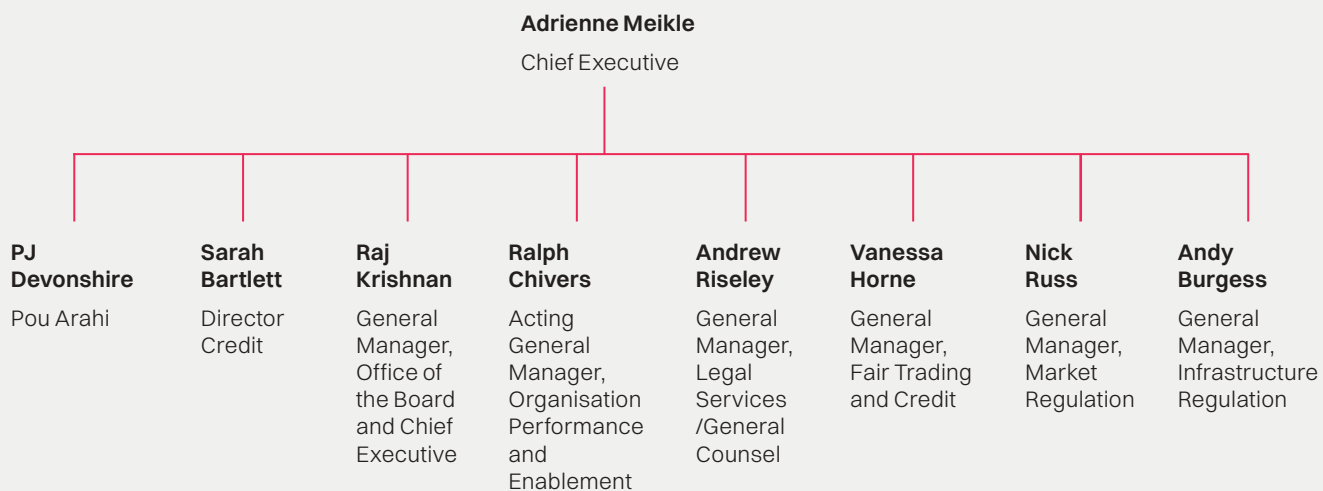 Adrienne Meikle
Chief Executive
PJ
Devonshire
Pou Arahi
Sarah
Bartlett
Director
Credit
Raj
Krishnan
General
Manager,
Office of
the Board
and Chief
Executive
Ralph
Chivers
Acting
General
Manager,
Organisation
Performance
and
Enablement
Andrew
Riseley
General
Manager,
Legal
Services
/General
Counsel
Vanessa
Horne
General
Manager,
Fair Trading
and Credit
Nick
Russ
General
Manager,
Market
Regulation
Andy
Burgess
General
Manager,
Infrastructure
Regulation